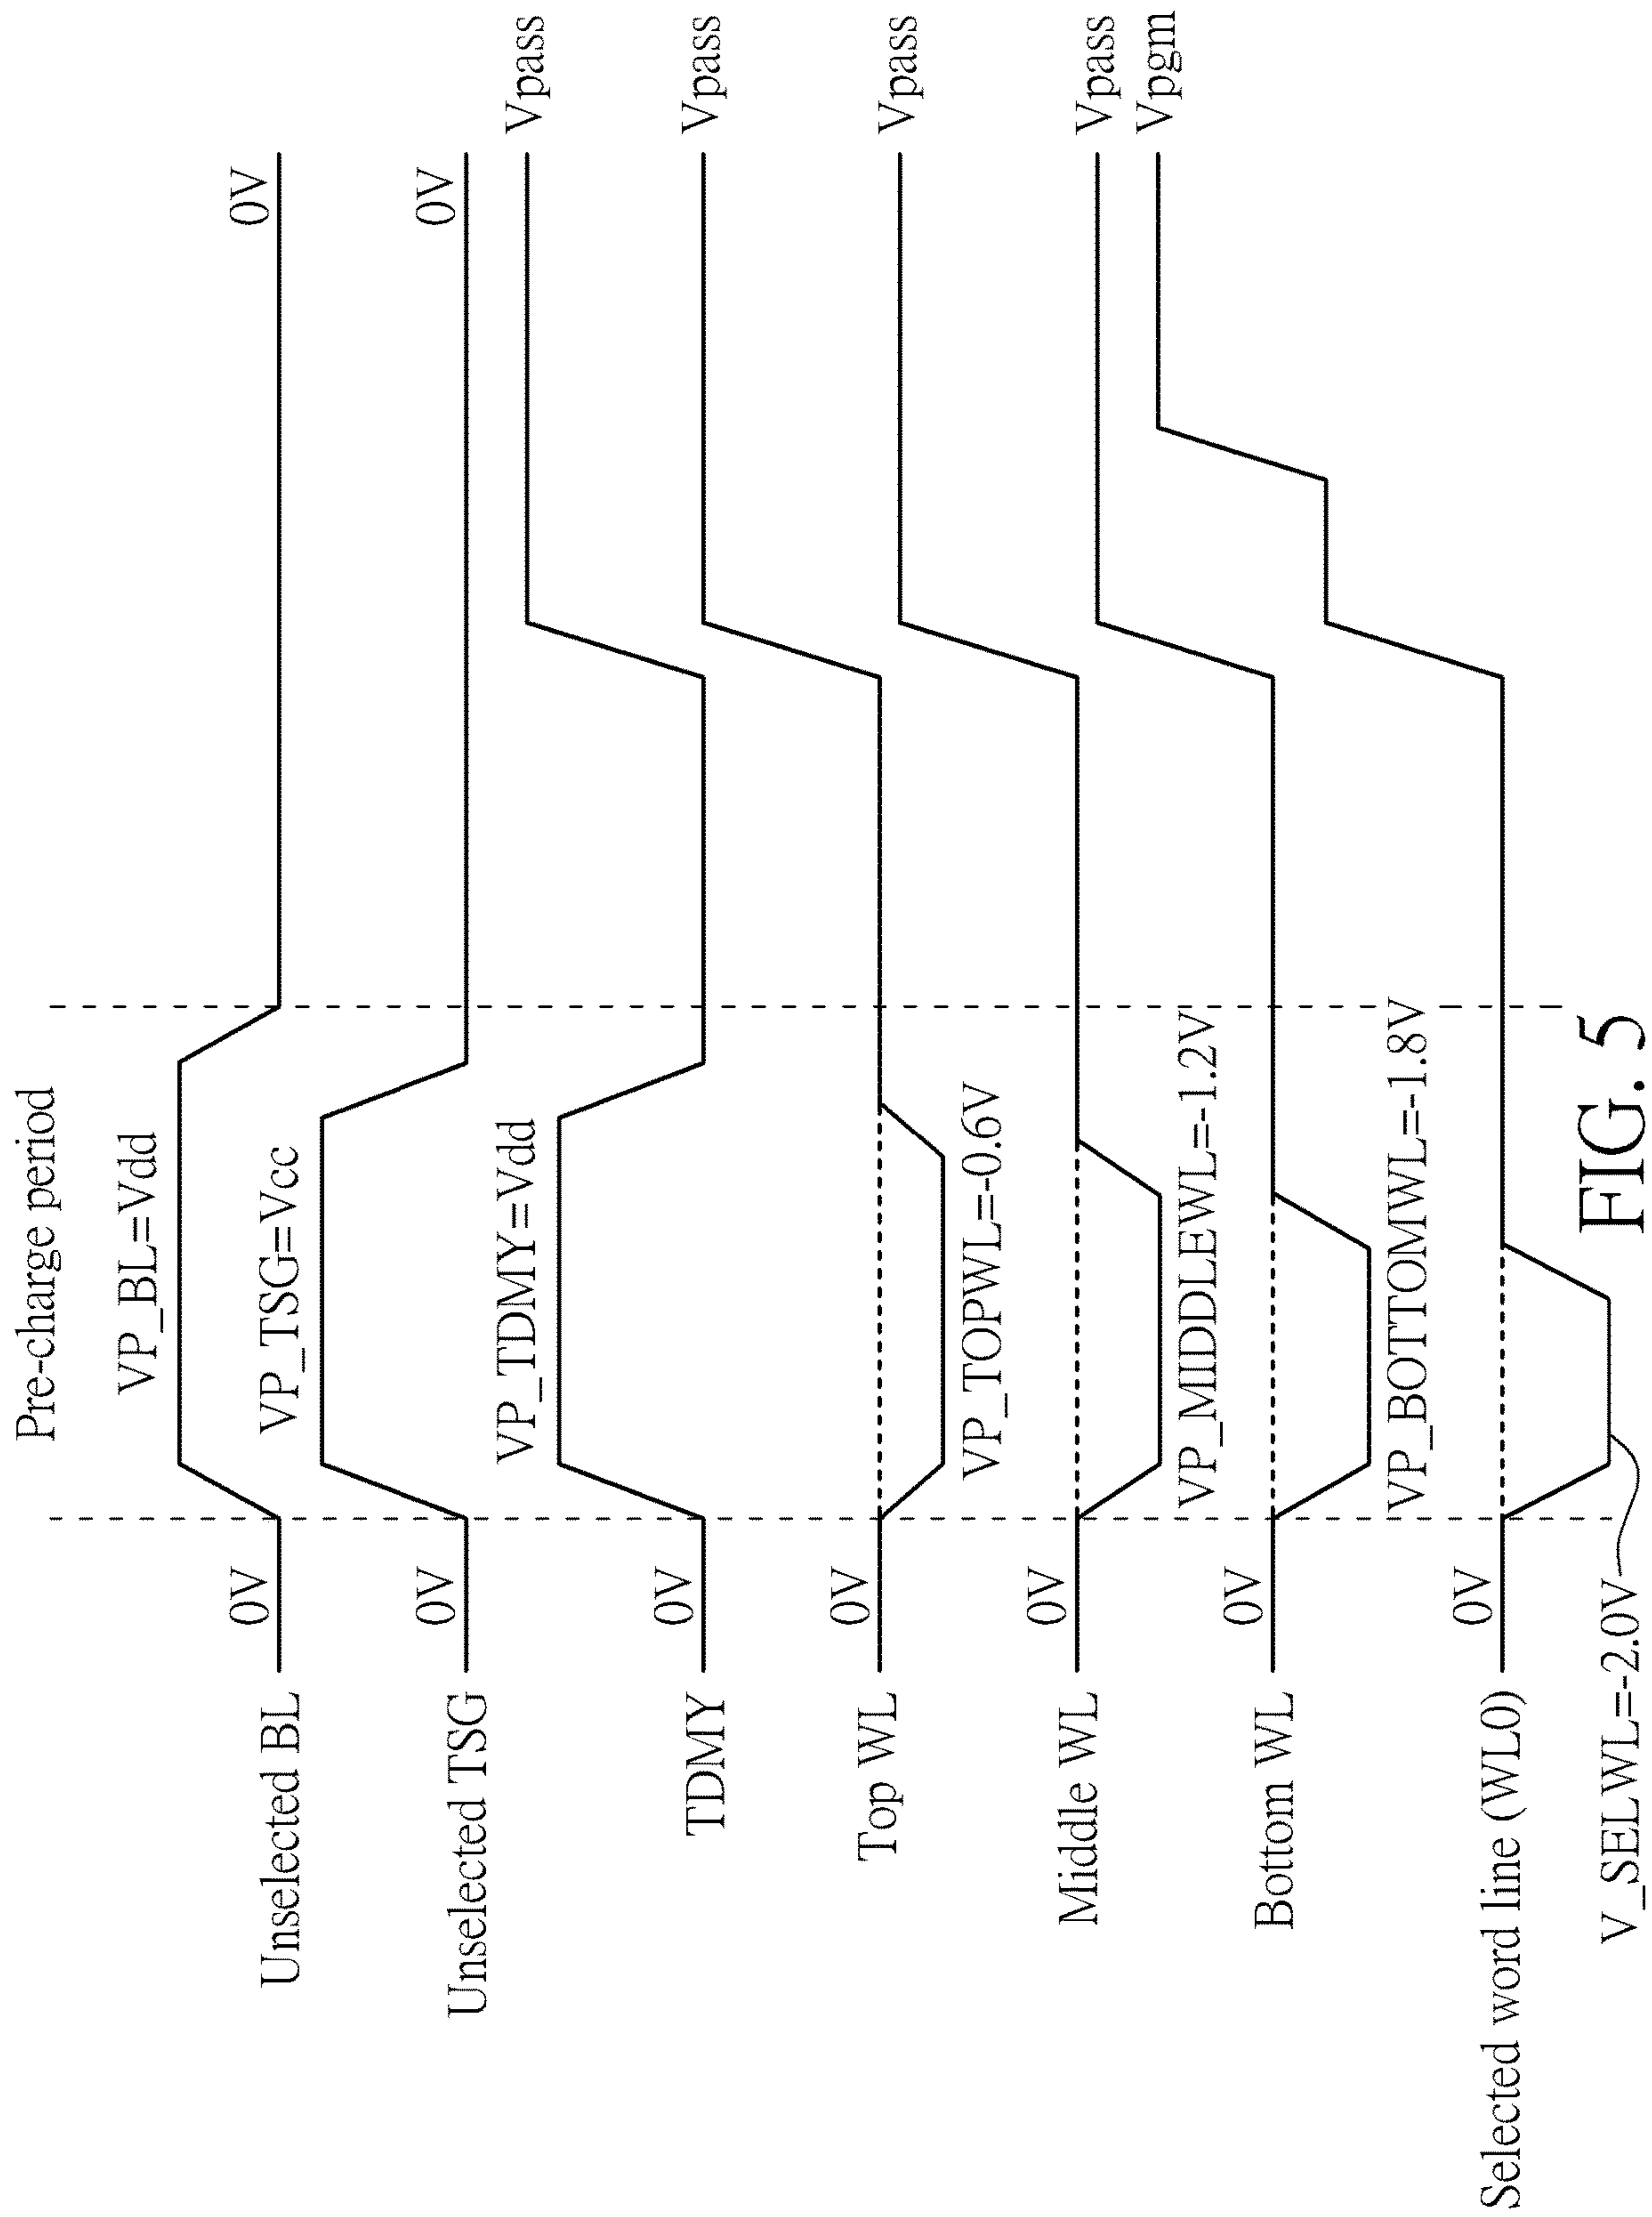 Pre-charge period
VP_BL=Vdd
Unselected BL
0V
0V
VP_TSG=Vcc
Unselected TSG
0V
0V
VP_TDMY=Vdd
TDMY
0V
Vpass
Top WL
0V
Vpass
VP_TOPWL=-0.6V
Middle WL
0V
Vpass
VP_MIDDLEWL=-1.2V
Bottom WL
0V
Vpass
VP_BOTTOMWL=-1.8V
Selected word line (WL0)
0V
Vpgm
V_SELWL=-2.0V
FIG. 5